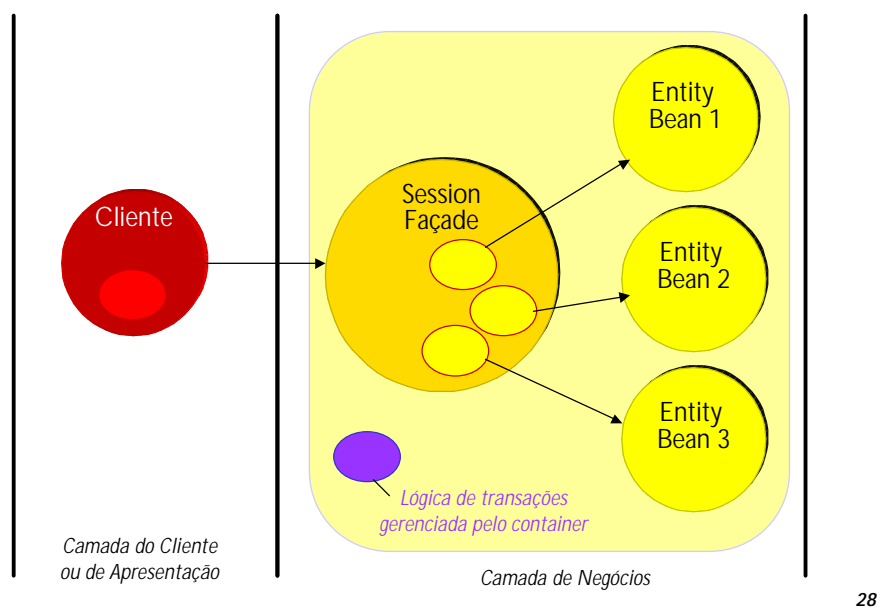 Cliente
Session
Façade
Entity
Bean 1
Entity
Bean 2
Entity
Bean 3
Lógica de transações
gerenciada pelo container
Camada do Cliente
ou de Apresentação
Camada de Negócios
28